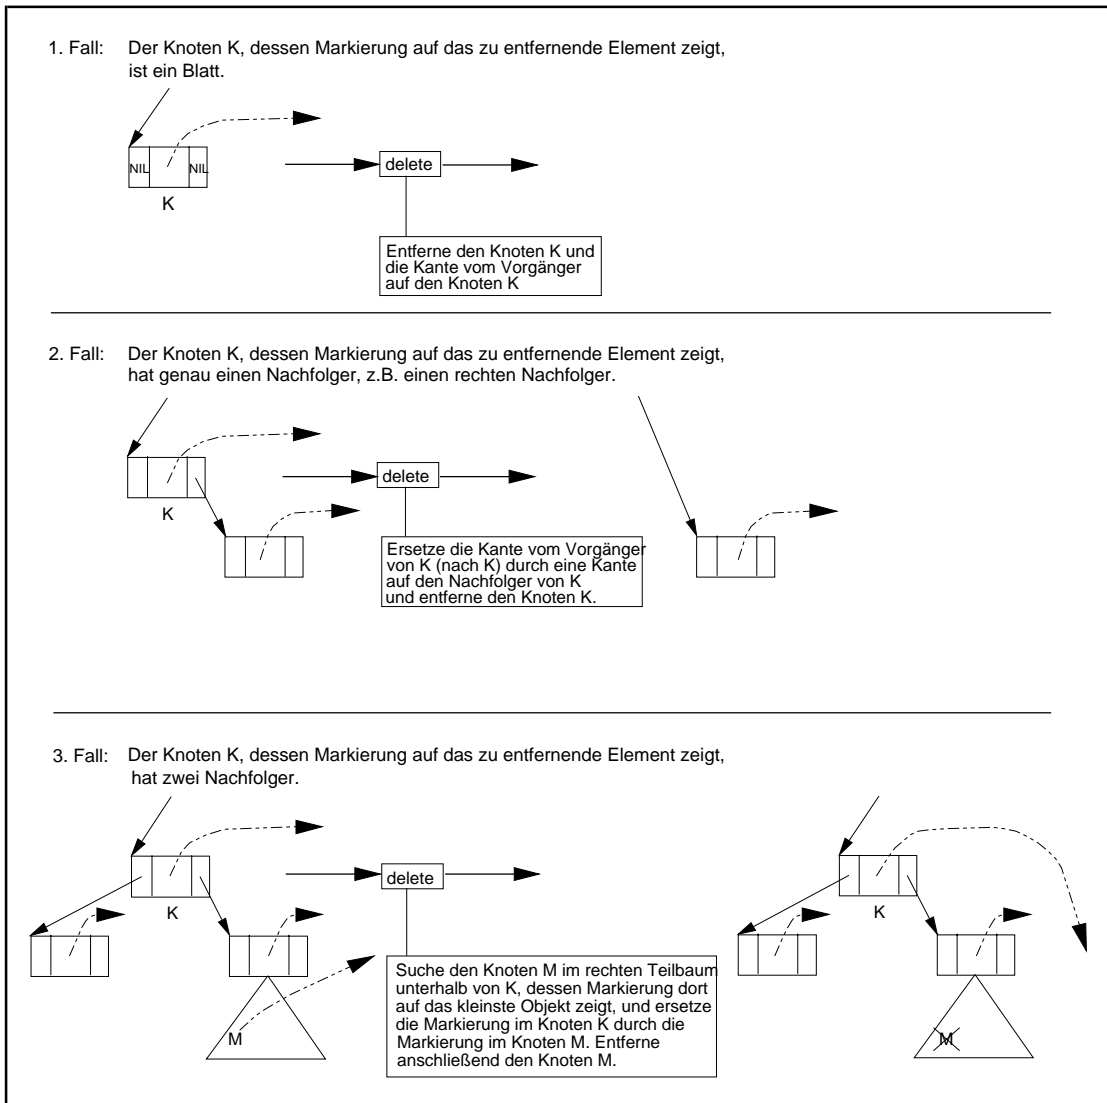 1. Fall: Der Knoten K, dessen Markierung auf das zu entfernende Element zeigt,
ist ein Blatt.
NIL NIL
K
delete
Entferne den Knoten K und
die Kante vom Vorgänger
auf den Knoten K
2. Fall: Der Knoten K, dessen Markierung auf das zu entfernende Element zeigt,
hat genau einen Nachfolger, z.B. einen rechten Nachfolger.
delete
K
Ersetze die Kante vom Vorgänger
von K (nach K) durch eine Kante
auf den Nachfolger von K
und entferne den Knoten K.
3. Fall: Der Knoten K, dessen Markierung auf das zu entfernende Element zeigt,
hat zwei Nachfolger.
delete
K
K
Suche den Knoten M im rechten Teilbaum
unterhalb von K, dessen Markierung dort
auf das kleinste Objekt zeigt, und ersetze
die Markierung im Knoten K durch die
Markierung im Knoten M. Entferne
anschließend den Knoten M.
M
M